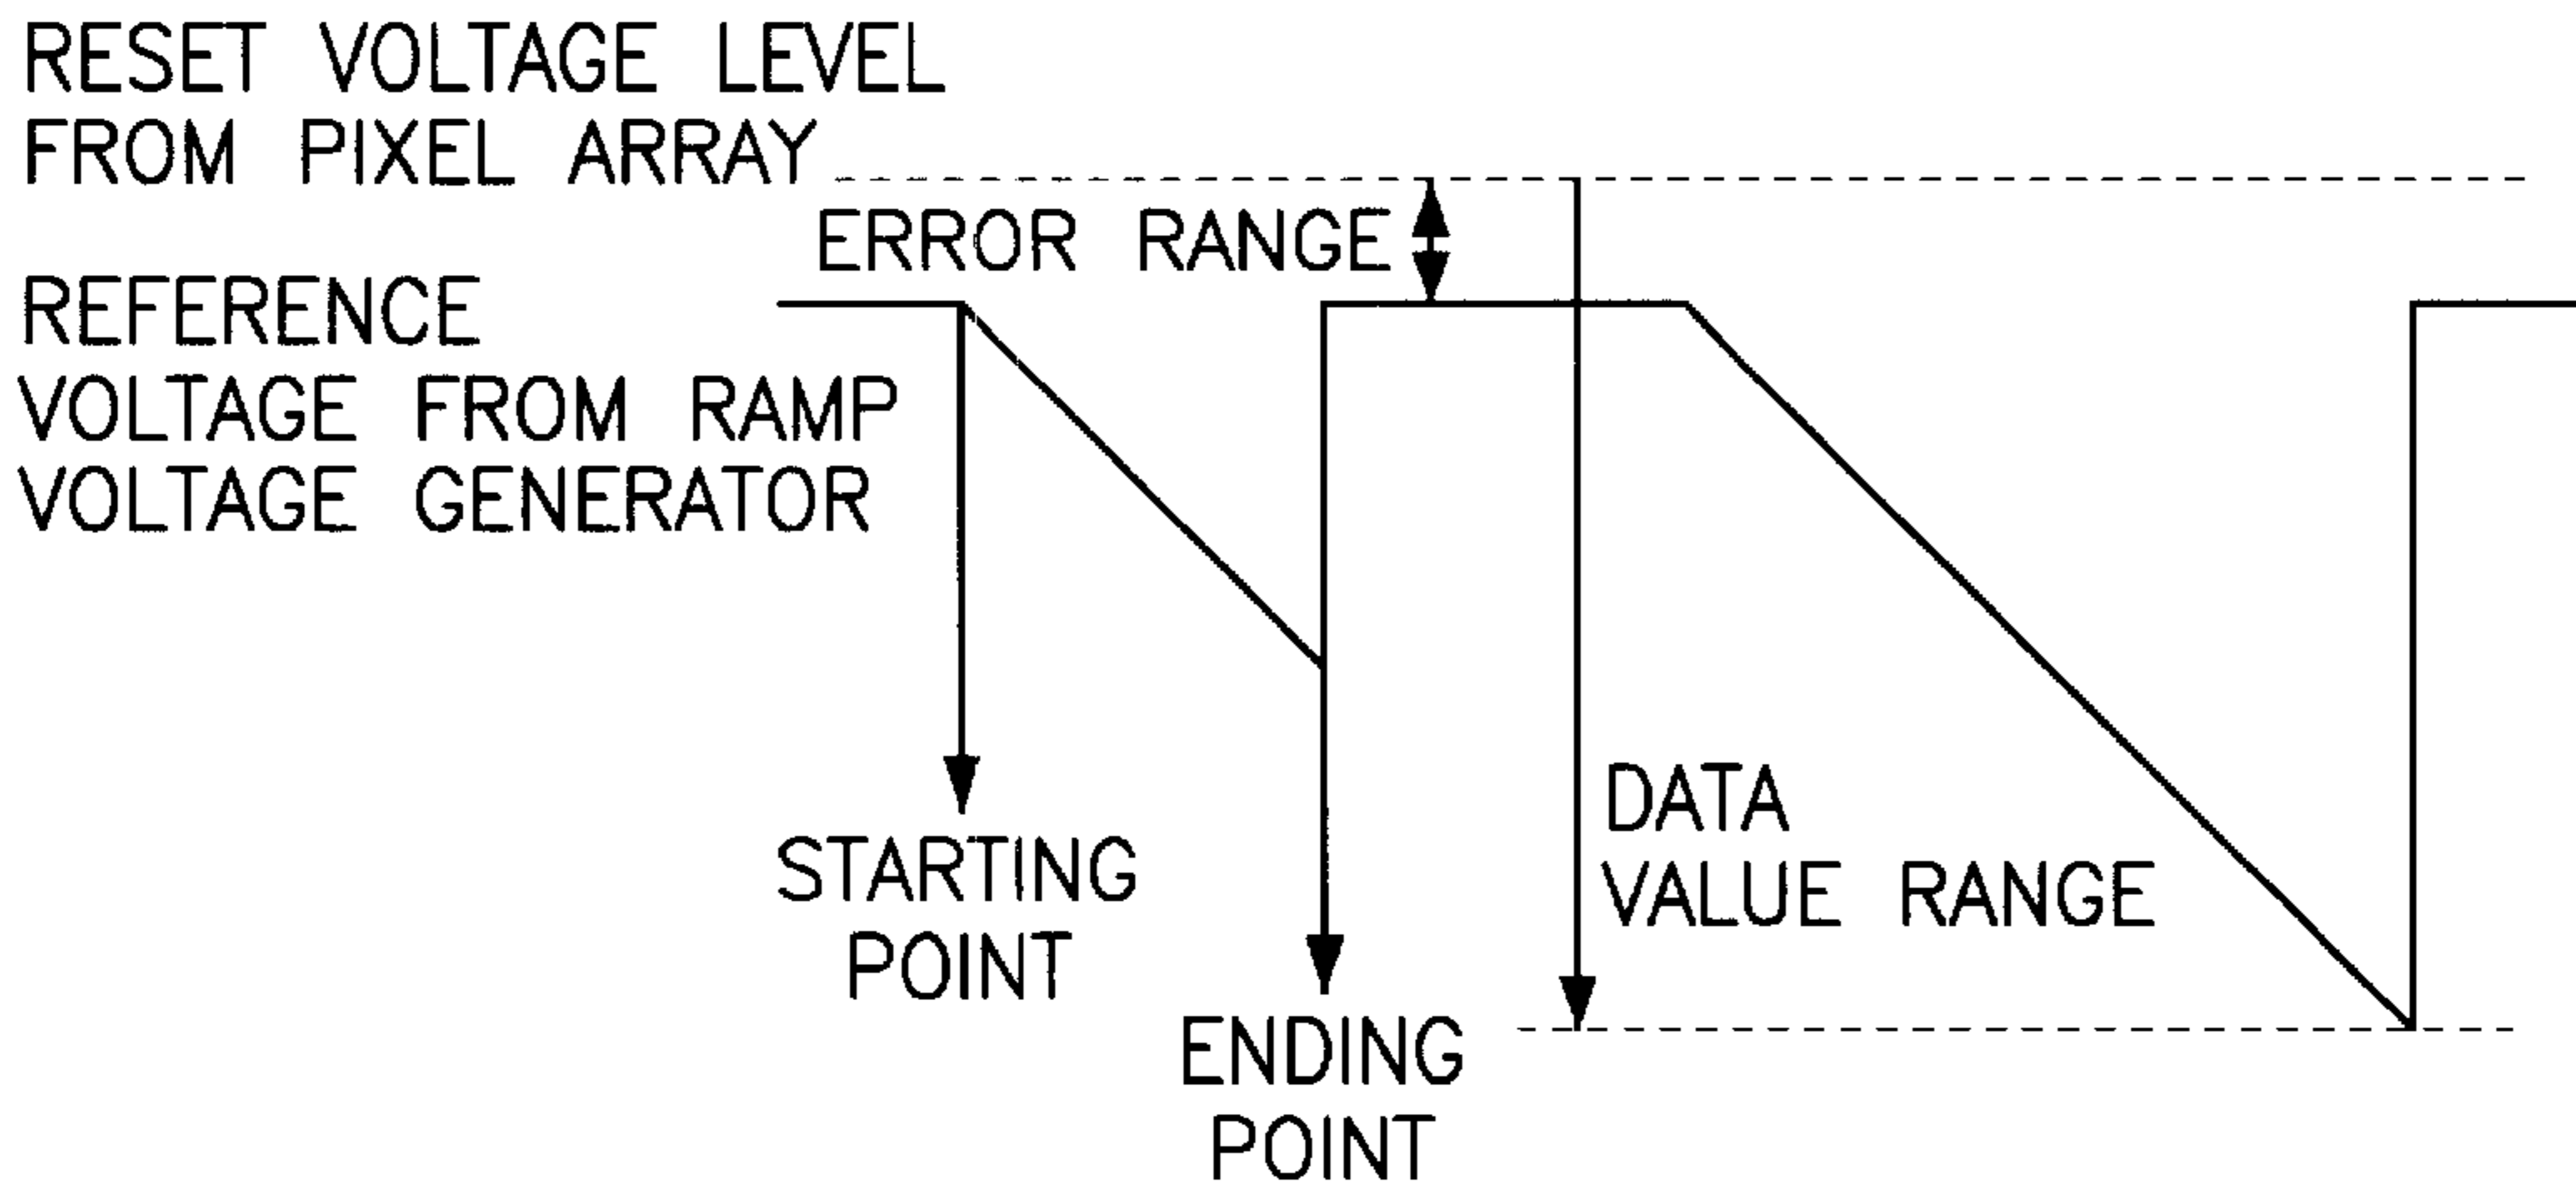 RESET VOLTAGE LEVEL
FROM PIXEL ARRAY
ERROR RANGE
REFERENCE
VOLTAGE FROM RAMP
VOLTAGE GENERATOR
DATA
VALUE RANGE
STARTING
POINT
ENDING
POINT